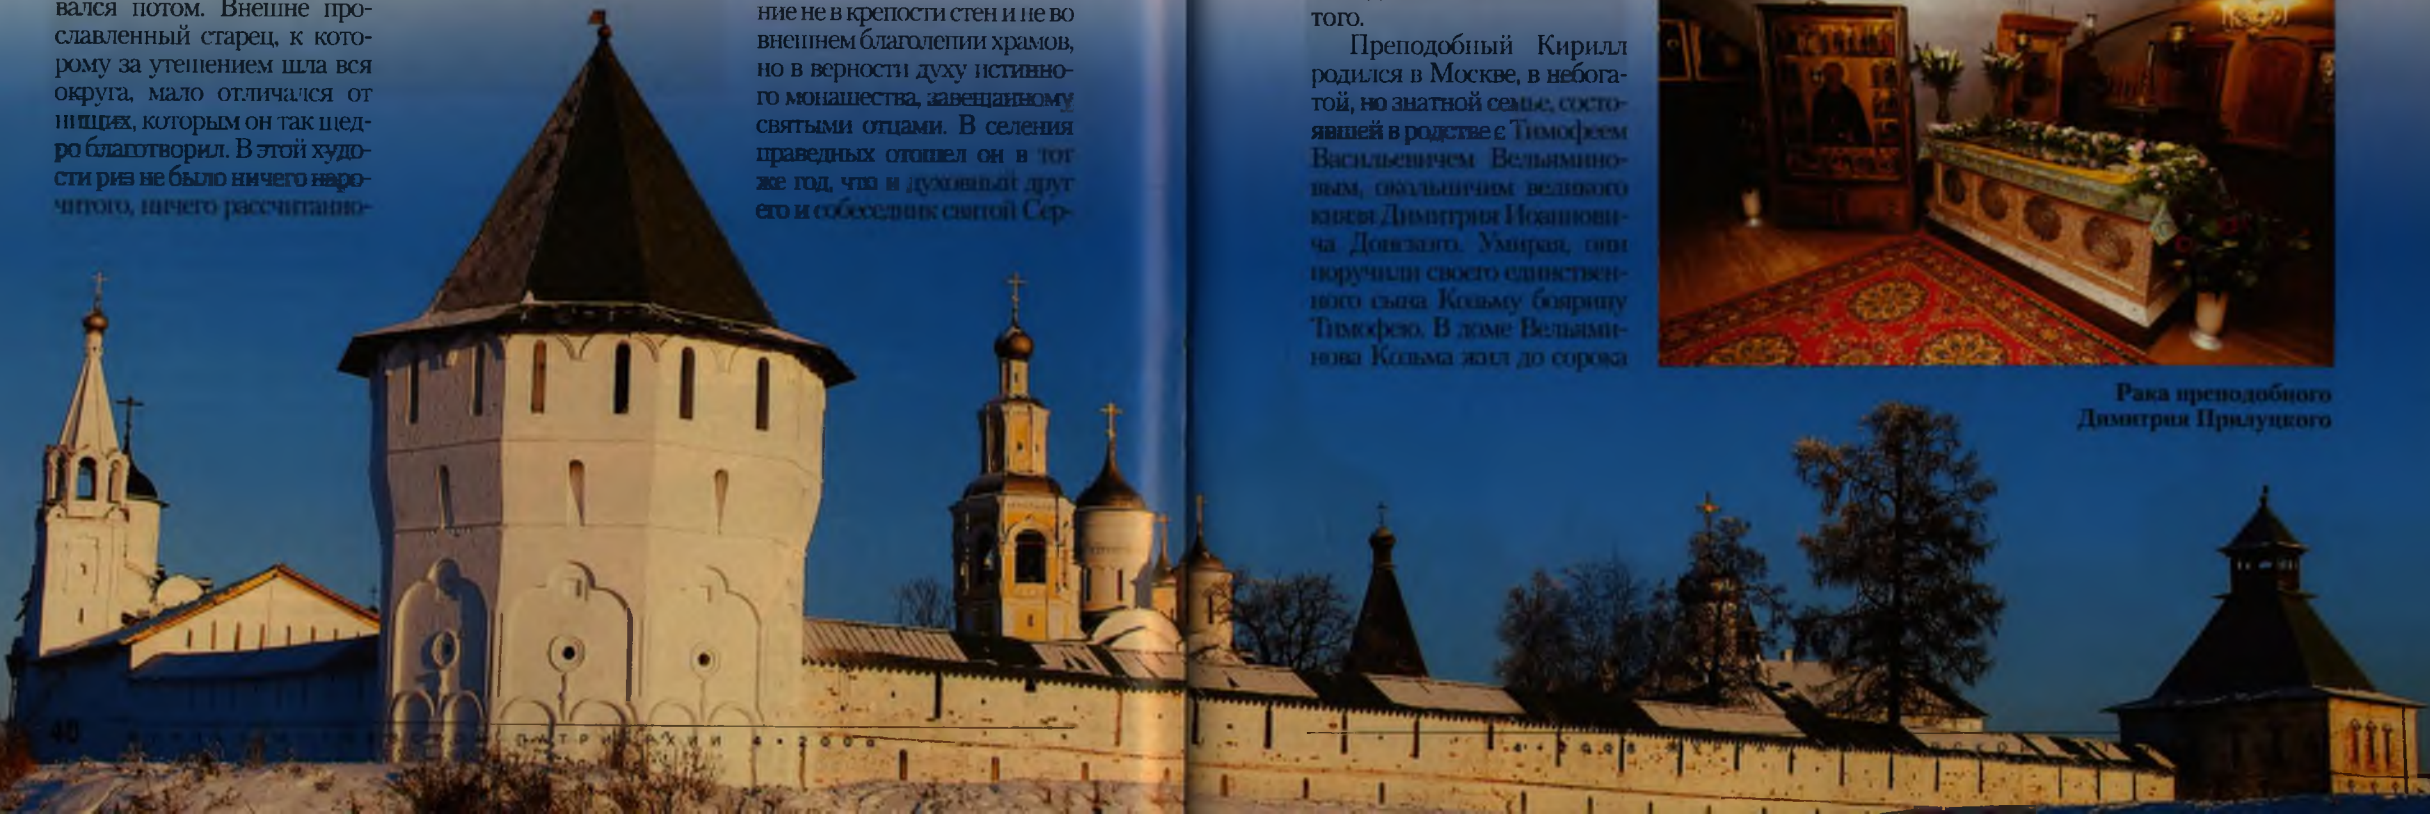 вался потом. Внешне про-
славленный старец, к кото-
рому за утешением шла вся
округа, мало отличался от
нищих, которым он так щед-
ро благотворил. В этой худо-
сти риз не было ничего наро-
читого, ничего рассчитанно-
ние не в крепости стен и не во
внешнем благолепии храмов,
но в верности духу истинно-
го монашества, завещанному
святыми отцами. В селения
праведных отошел он в тот
же год, что и духовный друг
его и собеседник святой Сер-
40
патриархии 4•2008
того.
Преподобный Кирилл
родился в Москве, в небога-
той, но знатной семье, состо-
явшей в родстве с Тимофеем
Васильевичем Вельямино-
вым, окольничим великого
князя Димитрия Иоаннови-
ча Донского. Умирая, они
поручили своего единствен-
ного сына Козьму боярину
Тимофею. В доме Вельями-
нова Козьма жил до сорока
Рака преподобного
Димитрия Прилуцкого
4•2008